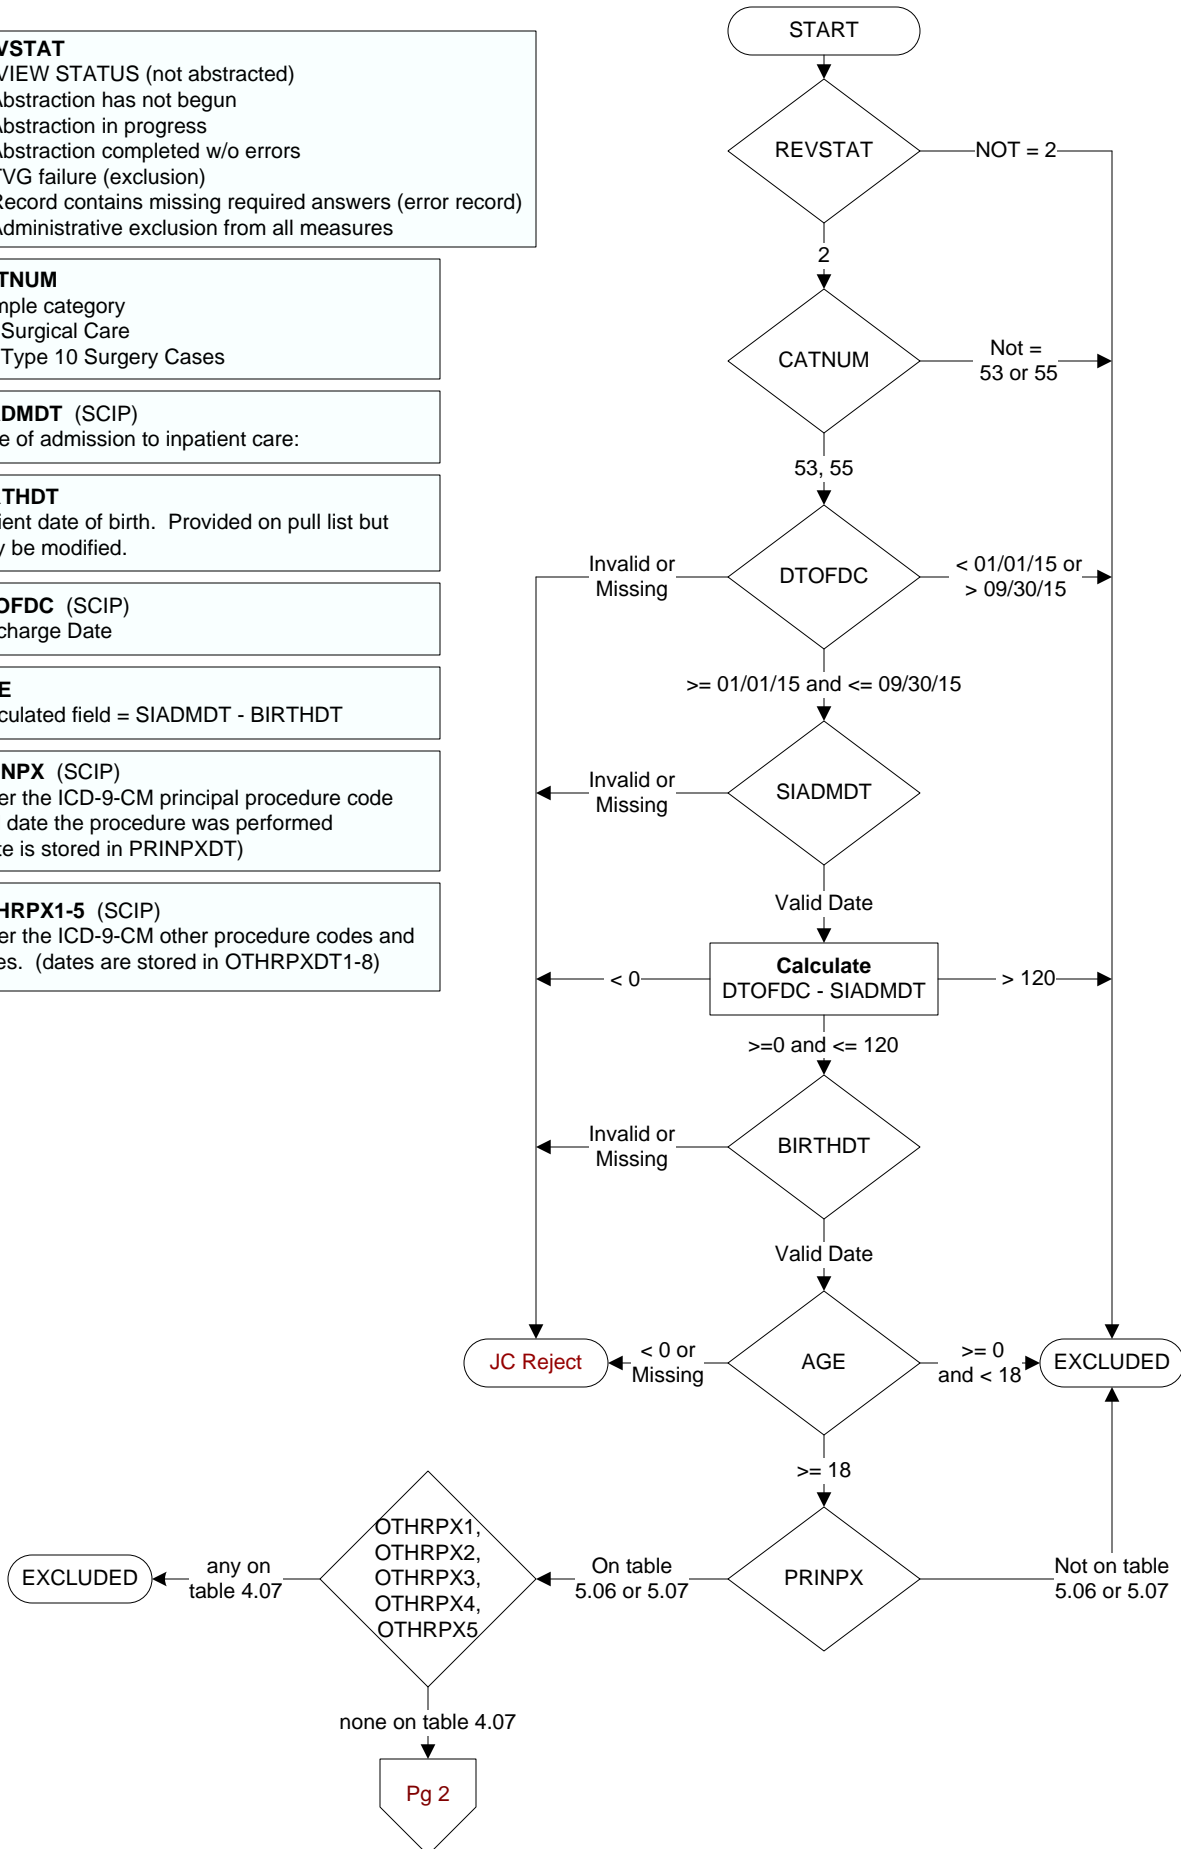 START
VSTAT
VIEW STATUS (not abstracted)
Abstraction has not begun
Abstraction in progress
Abstraction completed w/o errors
TVG failure (exclusion)
Record contains missing required answers (error record)
Administrative exclusion from all measures
REVSTAT
NOT = 2
2
TNUM
mple category
Surgical Care
Type 10 Surgery Cases
CATNUM
Not =
53 or 55
53, 55
DMDT (SCIP)
e of admission to inpatient care:
THDT
ient date of birth. Provided on pull list but
y be modified.
DTOFDC
Invalid or
Missing
< 01/01/15 or
> 09/30/15
>= 01/01/15 and <= 09/30/15
OFDC (SCIP)
charge Date
E
culated field = SIADMDT - BIRTHDT
SIADMDT
Invalid or
Missing
Valid Date
NPX (SCIP)
er the ICD-9-CM principal procedure code
date the procedure was performed
te is stored in PRINPXDT)
HRPX1-5 (SCIP)
er the ICD-9-CM other procedure codes and
es. (dates are stored in OTHRPXDT1-8)
Calculate
DTOFDC - SIADMDT
< 0
> 120
>=0 and <= 120
BIRTHDT
Invalid or
Missing
Valid Date
JC Reject
< 0 or
Missing
AGE
>= 0
and < 18
EXCLUDED
>= 18
PRINPX
Not on table
5.06 or 5.07
On table
5.06 or 5.07
OTHRPX1,
OTHRPX2,
OTHRPX3,
OTHRPX4,
OTHRPX5
any on
table 4.07
EXCLUDED
none on table 4.07
Pg 2